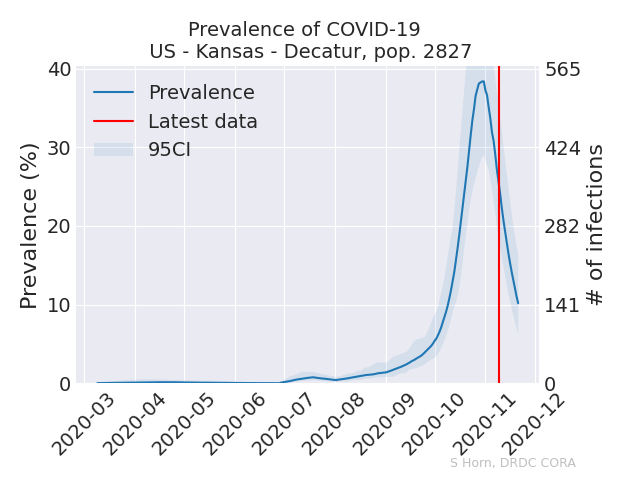 Prevalence of COVID-19
US - Kansas - Decatur, pop. 2827
Prevalence (%)
40
30
20
10
0
Prevalence
Latest data
95CI
565
424
282
141
0
# of infections
2020-03
2020-04
2020-05
2020-06
2020-07
2020-08
2020-09
2020-10
2020-11
2020-12
S Horn, DRDC CORA